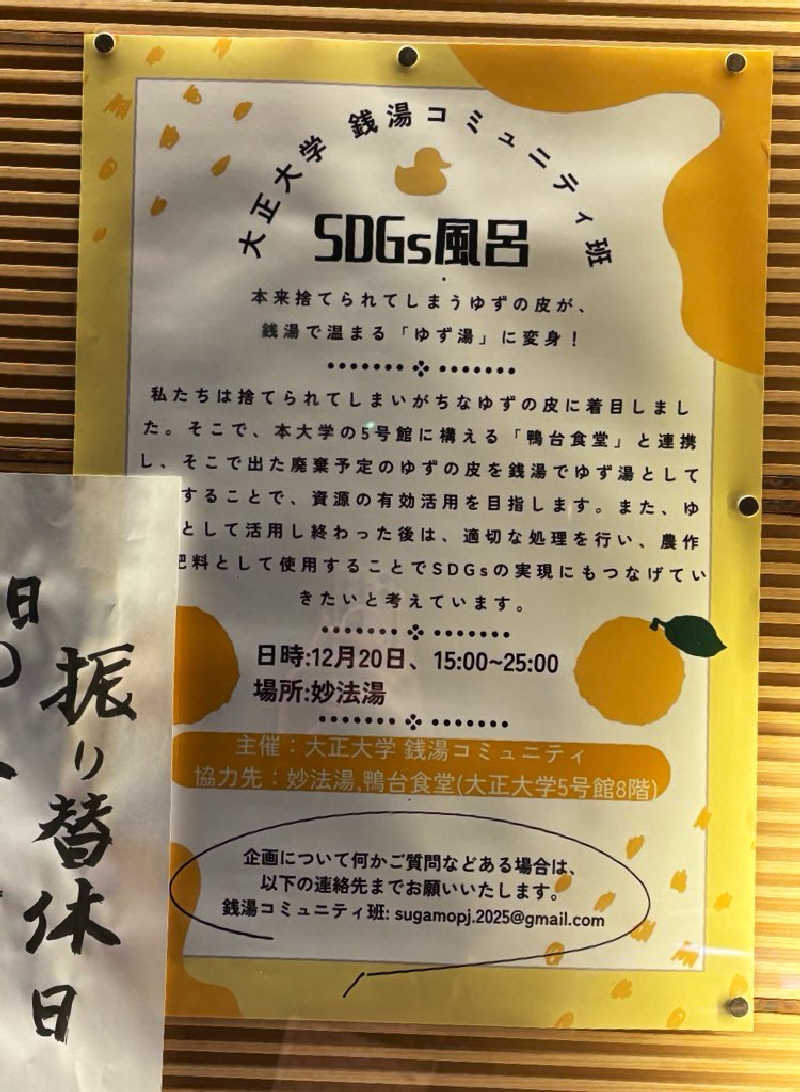 大正大学 銭湯コミュニティ班
SDGs風呂
本来捨てられてしまうゆずの皮が、
銭湯で温まる「ゆず湯」に変身！
私たちは捨てられてしまいがちなゆずの皮に着目しまし
た。そこで、本大学の5号館に構える「鴨台食堂」と連携
し、そこで出た廃棄予定のゆずの皮を銭湯でゆず湯として
することで、資源の有効活用を目指します。また、ゆ
として活用し終わった後は、適切な処理を行い、農作
肥料として使用することでSDGsの実現にもつなげてい
きたいと考えています。
日時:12月20日、15:00~25:00
場所:妙法湯
主催：大正大学 銭湯コミュニティ
協力先：妙法湯,鴨台食堂(大正大学5号館8階)
企画について何かご質問などある場合は、
以下の連絡先までお願いいたします。
銭湯コミュニティ班: sugamopj.2025@gmail.com
振り替休日
日